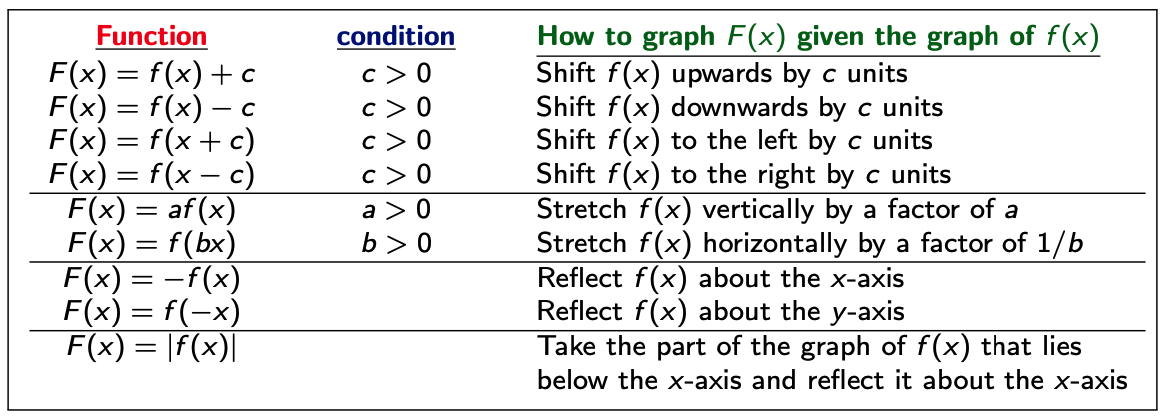 Function condition How to graph F(x) given the graph of f(x)
F(x) = f(x) + c c > 0 Shift f(x) upwards by c units
F(x) = f(x) − c c > 0 Shift f(x) downwards by c units
F(x) = f(x + c) c > 0 Shift f(x) to the left by c units
F(x) = f(x − c) c > 0 Shift f(x) to the right by c units
F(x) = af(x) a > 0 Stretch f(x) vertically by a factor of a
F(x) = f(bx) b > 0 Stretch f(x) horizontally by a factor of 1/b
F(x) = −f(x) Reflect f(x) about the x-axis
F(x) = f(−x) Reflect f(x) about the y-axis
F(x) = |f(x)| Take the part of the graph of f(x) that lies
below the x-axis and reflect it about the x-axis